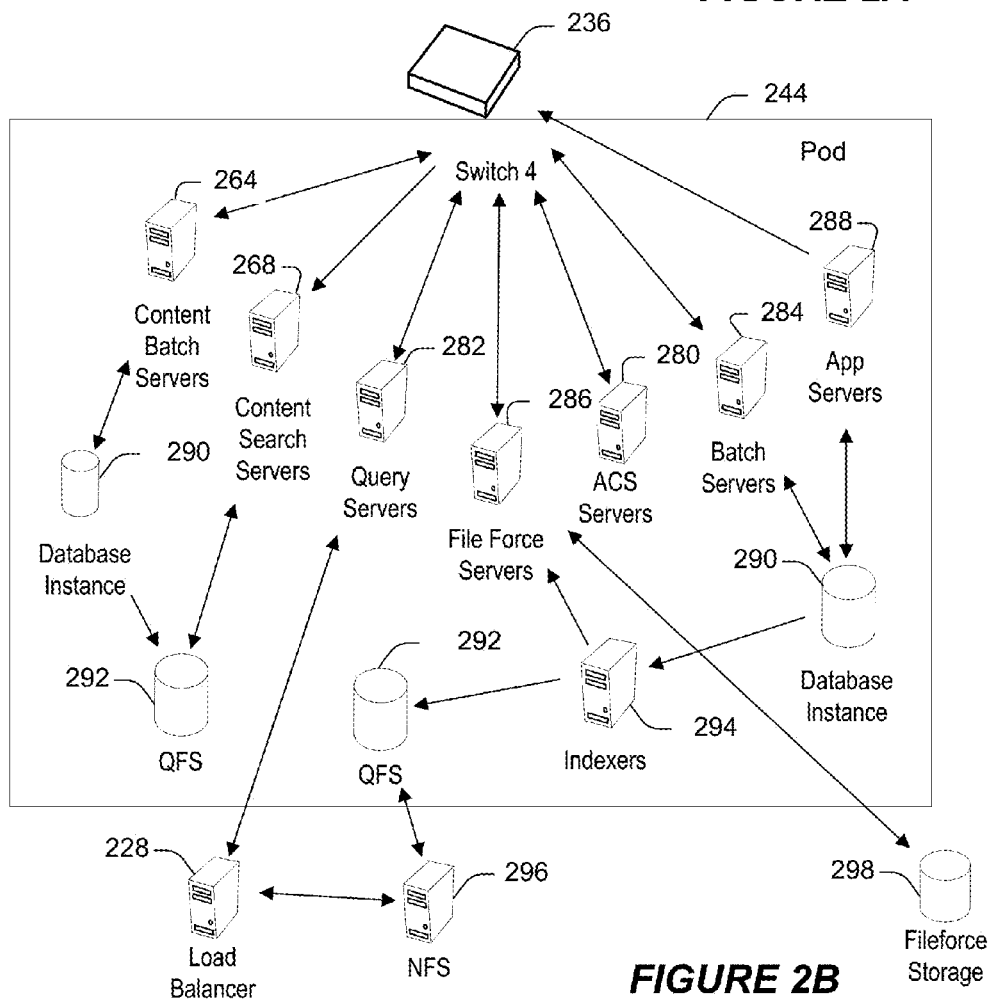 236
244
Pod
Switch 4
264
288
268
284
Content
Batch
Servers
282
280
App
Servers
286
Content
Search
Servers
290
Query
Servers
ACS
Servers
Batch
Servers
File Force
Servers
Database
Instance
290
292
292
294
Database
Instance
QFS
QFS
Indexers
228
296
298
Load
Balancer
NFS
Fileforce
Storage
FIGURE 2B